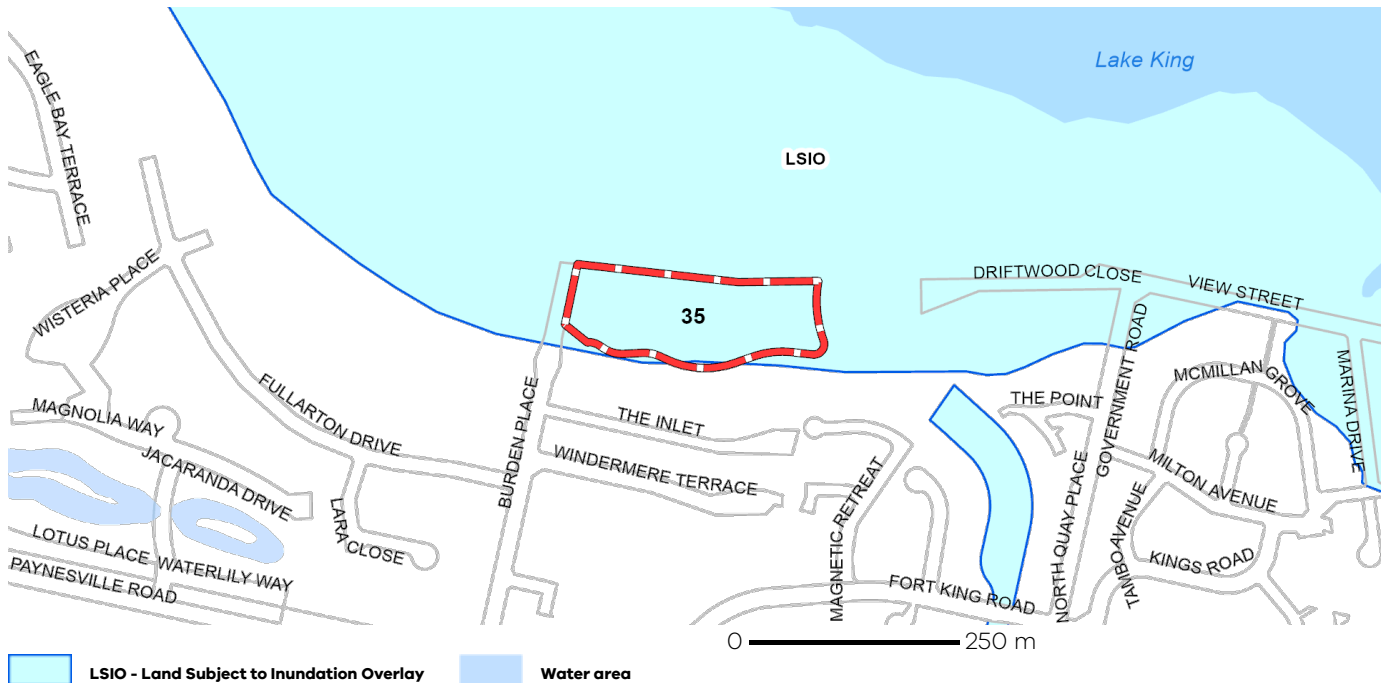 Lake King
EAGLE BAY TERRACE
LSIO
WISTERIA PLACE
DRIFTWOOD CLOSE
VIEW STREET
35
GOVERNMENT ROAD
MCMILLAN GROVE
MARINA DRIVE
FULLARTON DRIVE
BURDEN PLACE
THE POINT
MAGNOLIA WAY
THE INLET
JACARANDA DRIVE
WINDERMERE TERRACE
MAGNETIC RETREAT
NORTH QUAY PLACE
MILTON AVENUE
LARA CLOSE
TAMBO AVENUE
KINGS ROAD
LOTUS PLACE
WATERLILY WAY
PAYNESVILLE ROAD
FORT KING ROAD
0 250 m
LSIO - Land Subject to Inundation Overlay
Water area